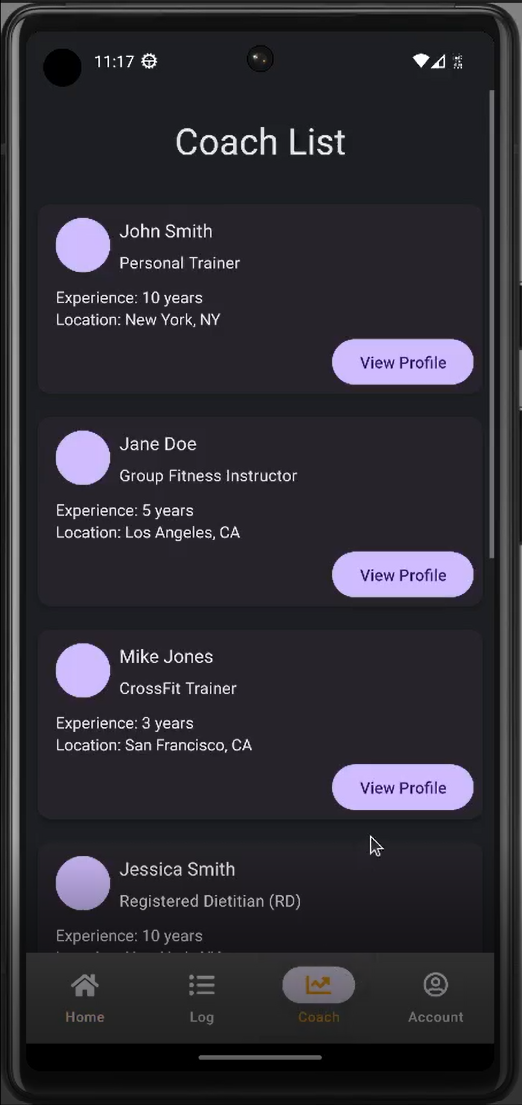 11:17
Coach List
John Smith
Personal Trainer
Experience: 10 years
Location: New York, NY
View Profile
Jane Doe
Group Fitness Instructor
Experience: 5 years
Location: Los Angeles, CA
View Profile
Mike Jones
CrossFit Trainer
Experience: 3 years
Location: San Francisco, CA
View Profile
Jessica Smith
Registered Dietitian (RD)
Experience: 10 years
Home
Log
Coach
Account